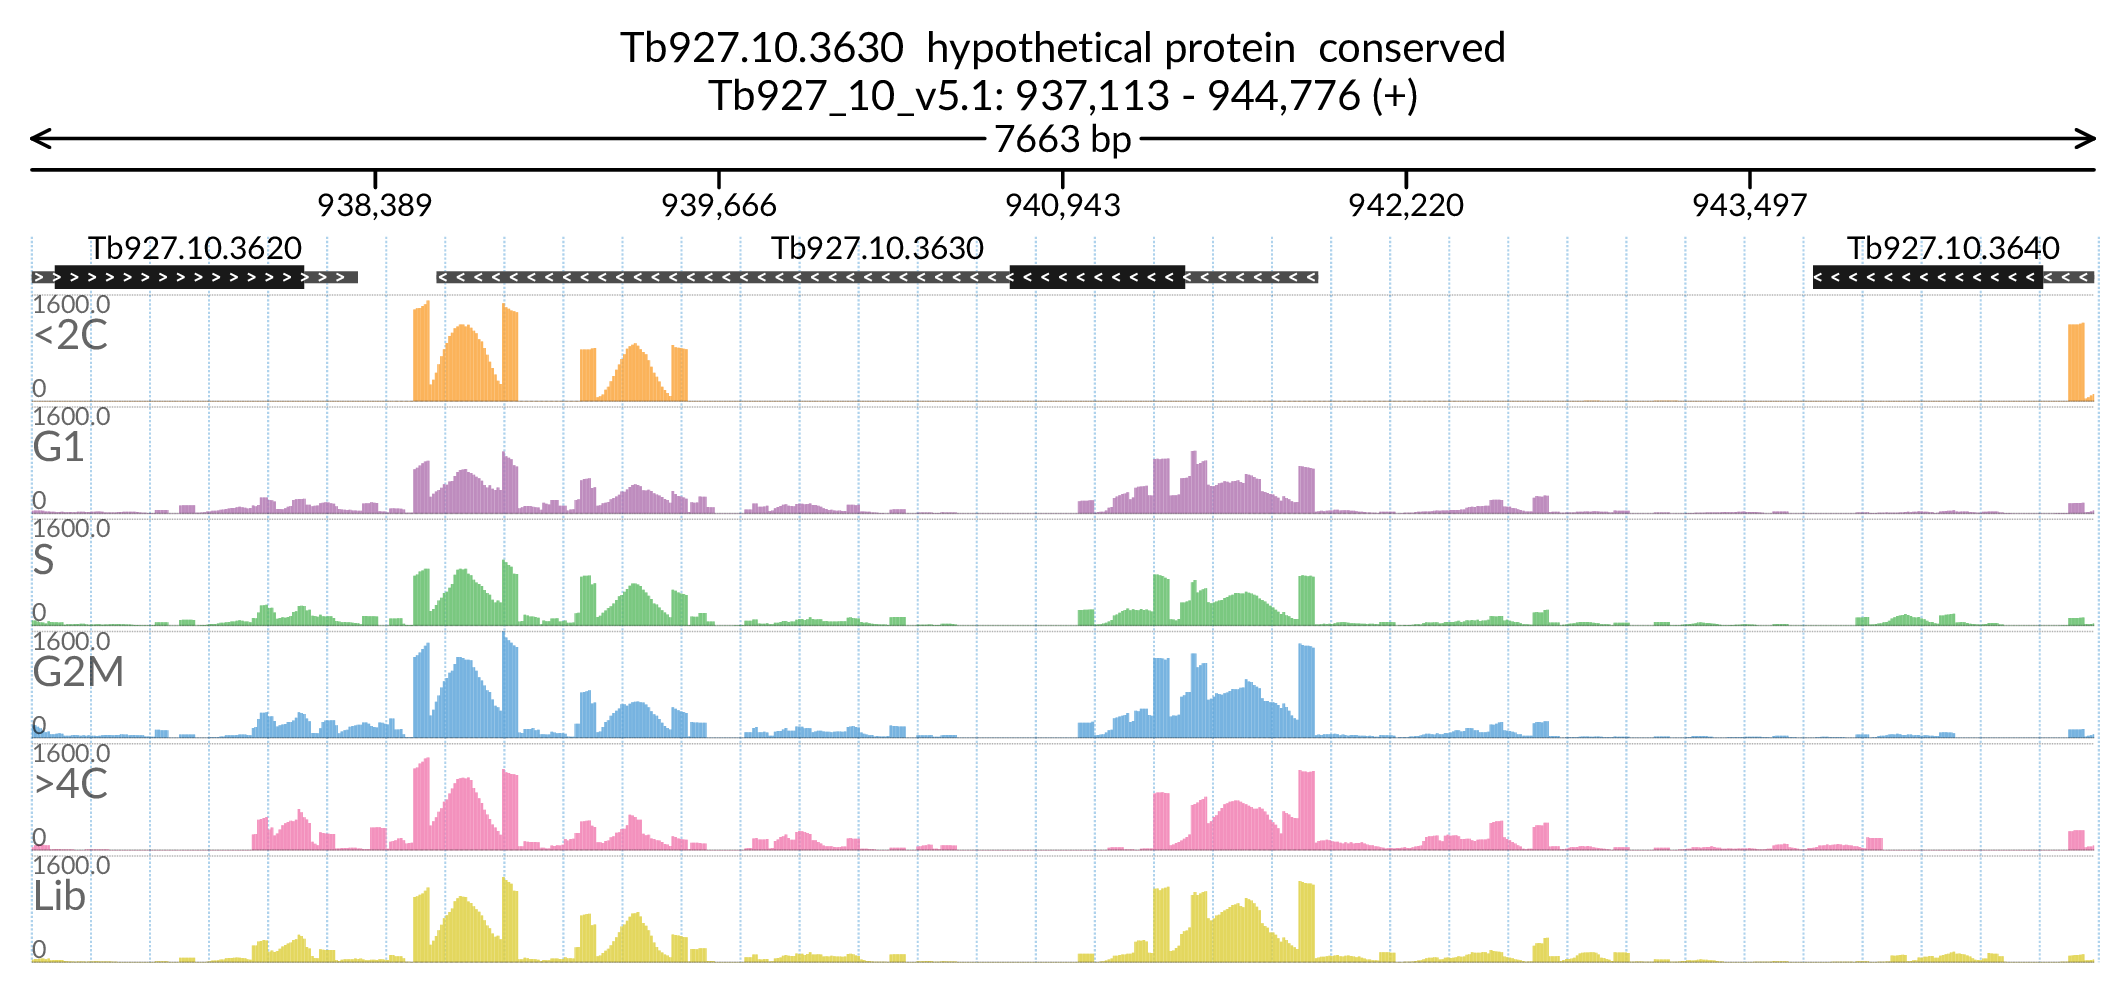 Tb927.10.3630 hypothetical protein conserved
Tb927_10_v5.1: 937,113 - 944,776 (+)
7663 bp
938,389 939,666 940,943 942,220 943,497
Tb927.10.3620 Tb927.10.3630 Tb927.10.3640
1600.0
<2C
0
1600.0
G1
0
1600.0
S
0
1600.0
G2M
0
1600.0
>4C
0
1600.0
Lib
0